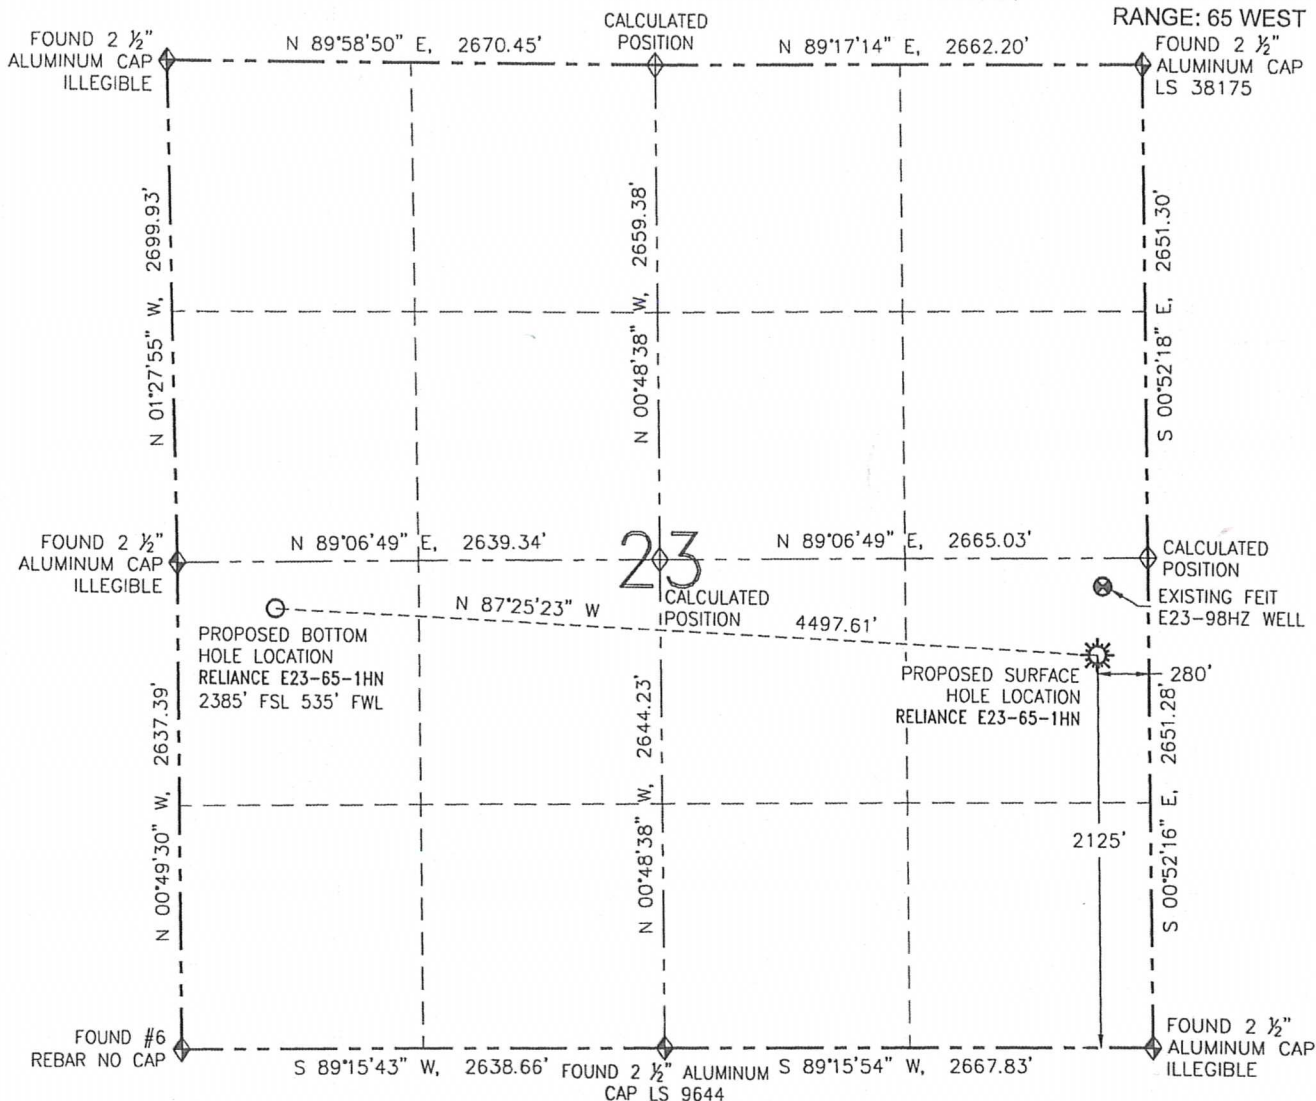 RANGE: 65 WEST
CALCULATED
POSITION
FOUND 2 ½"
ALUMINUM CAP
ILLEGIBLE
N 89°58'50" E, 2670.45'
N 89°17'14" E, 2662.20'
FOUND 2 ½"
ALUMINUM CAP
LS 38175
N 01°27'55" W, 2699.93'
N 00°48'38" W, 2659.38'
S 00°52'18" E, 2651.30'
FOUND 2 ½"
ALUMINUM CAP
ILLEGIBLE
N 89°06'49" E, 2639.34'
23
N 89°06'49" E, 2665.03'
CALCULATED
POSITION
CALCULATED
POSITION
EXISTING FEIT
E23-98HZ WELL
N 87°25'23" W
4497.61'
PROPOSED BOTTOM
HOLE LOCATION
RELIANCE E23-65-1HN
2385' FSL 535' FWL
PROPOSED SURFACE
HOLE LOCATION
RELIANCE E23-65-1HN
280'
N 00°49'30" W, 2637.39'
N 00°48'38" W, 2644.23'
2125'
S 00°52'16" E, 2651.28'
FOUND #6
REBAR NO CAP
S 89°15'43" W, 2638.66'
FOUND 2 ½" ALUMINUM
CAP LS 9644
S 89°15'54" W, 2667.83'
FOUND 2 ½"
ALUMINUM CAP
ILLEGIBLE